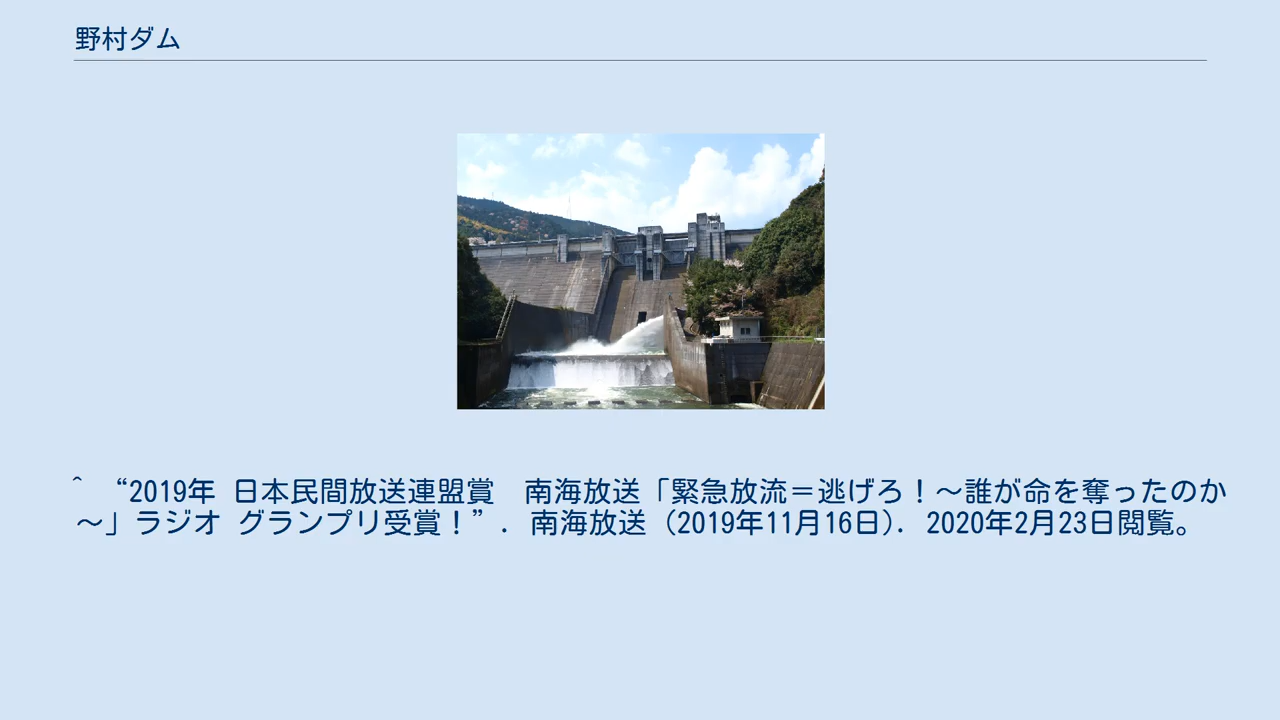 野村ダム
^ “2019年 日本民間放送連盟賞　南海放送「緊急放流＝逃げろ！～誰が命を奪ったのか
～」ラジオ グランプリ受賞！”. 南海放送 (2019年11月16日). 2020年2月23日閲覧。